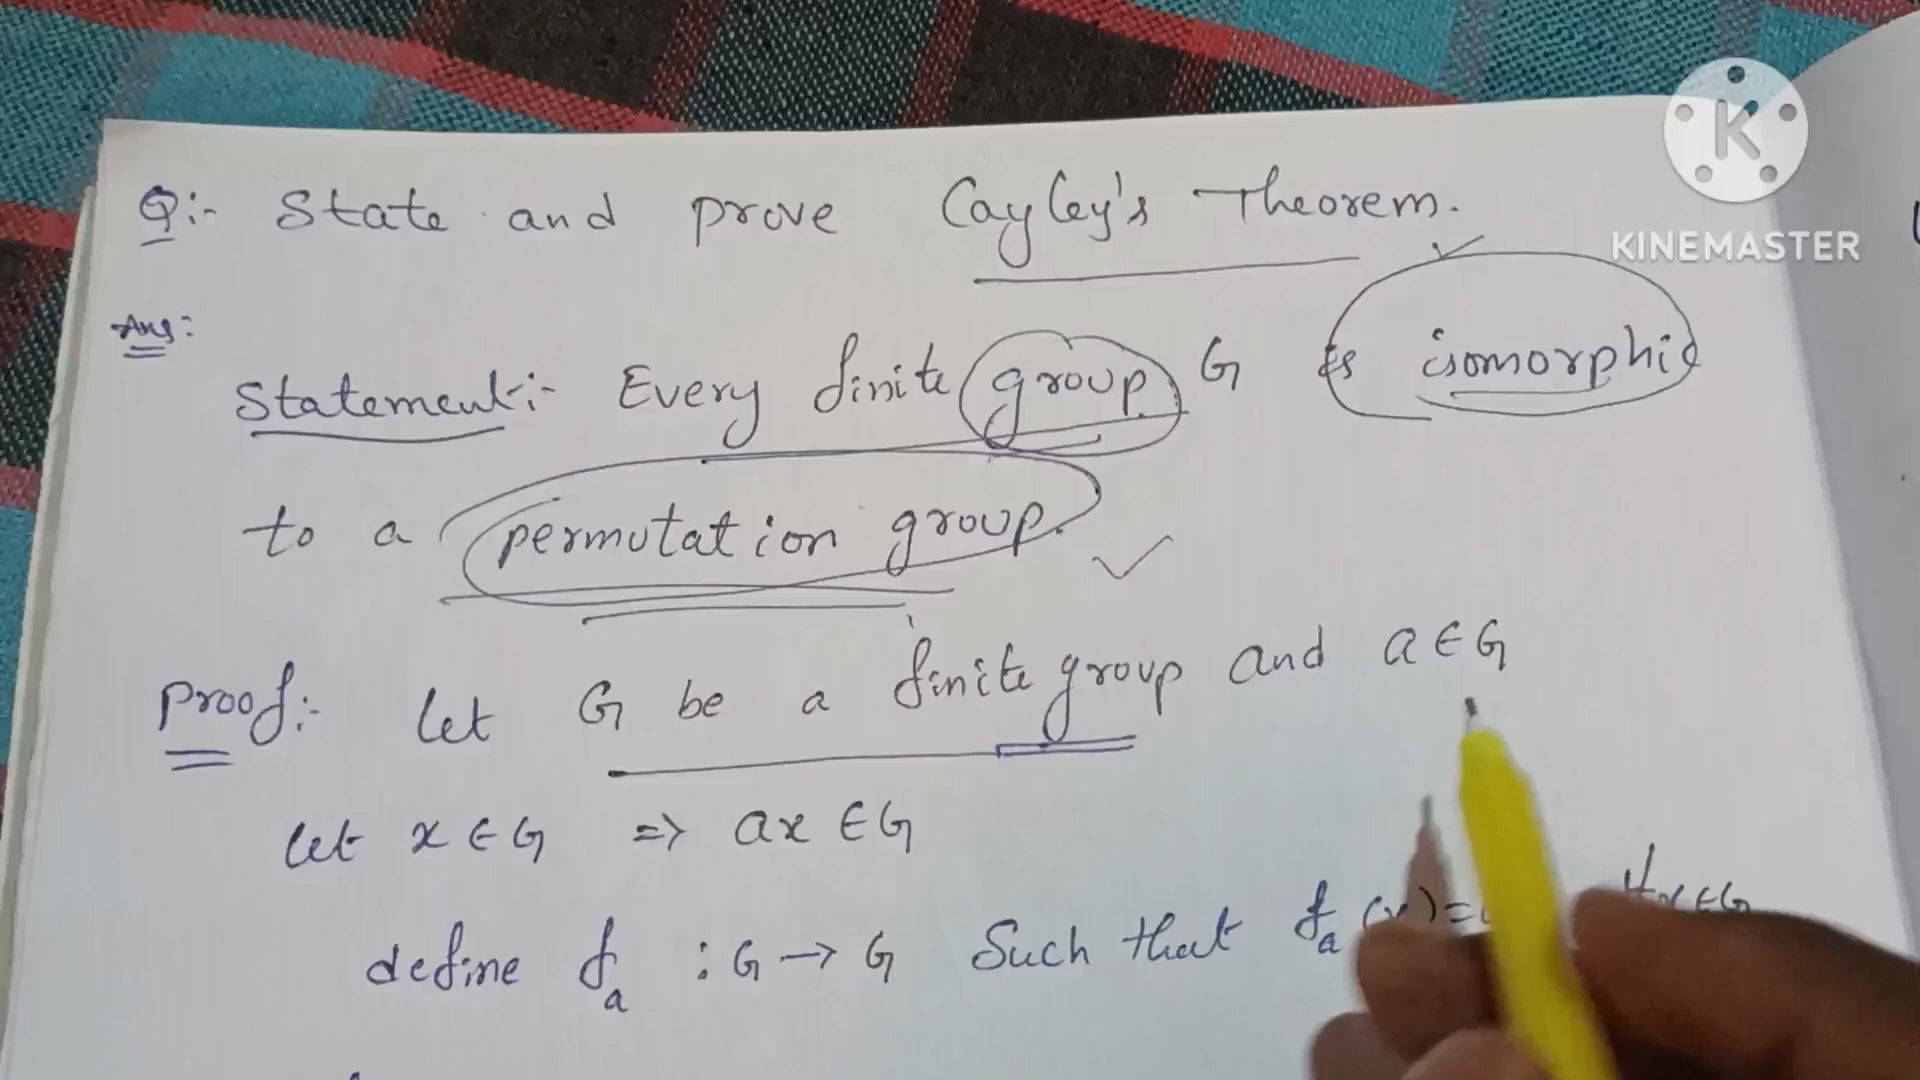 Q:- State and prove Cayley's Theorem.
KINEMASTER
Ans:
Statement:- Every finite group G is isomorphic
to a permutation group.
Proof:- Let G be a finite group and a ∈ G
Let x ∈ G => ax ∈ G
define f_a : G → G Such that f_a (x) = ∀ x ∈ G